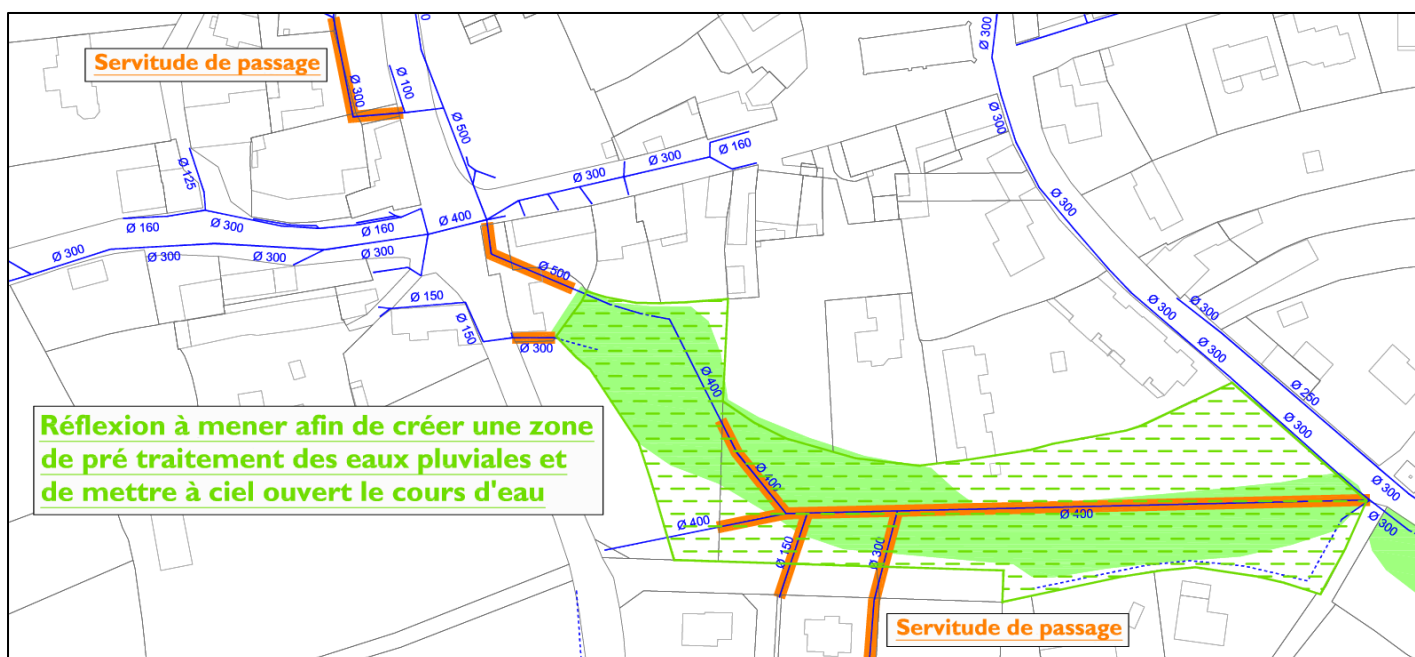 Servitude de passage
Ø 300
Ø 100
Ø 500
Ø 300
Ø 125
Ø 300
Ø 300
Ø 160
Ø 300
Ø 160
Ø 300
Ø 160
Ø 400
Ø 300
Ø 300
Ø 300
Ø 300
Ø 300
Ø 500
Ø 150
Ø 150
Ø 300
Ø 300
Ø 300
Ø 300
Ø 250
Ø 300
Ø 400
Réflexion à mener afin de créer une zone
de pré traitement des eaux pluviales et
de mettre à ciel ouvert le cours d'eau
Ø 400
Ø 400
Ø 400
Ø 300
Ø 300
Ø 150
Ø 300
Servitude de passage